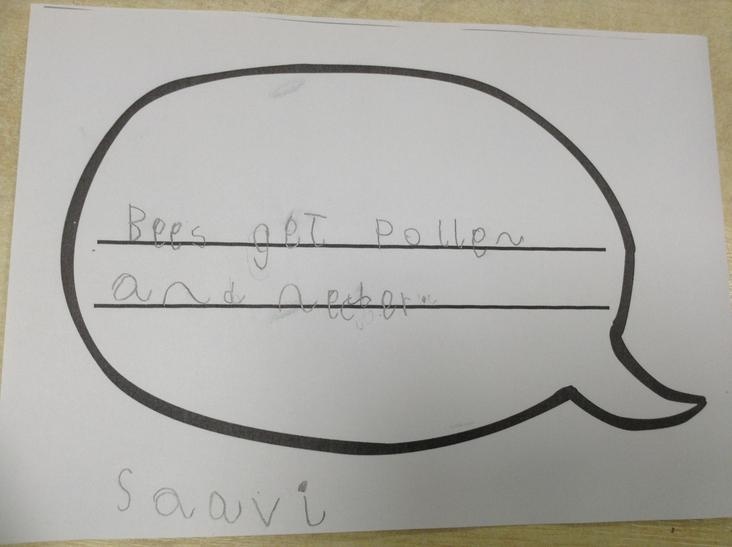 Bees get Pollen
and necter.
Saavi